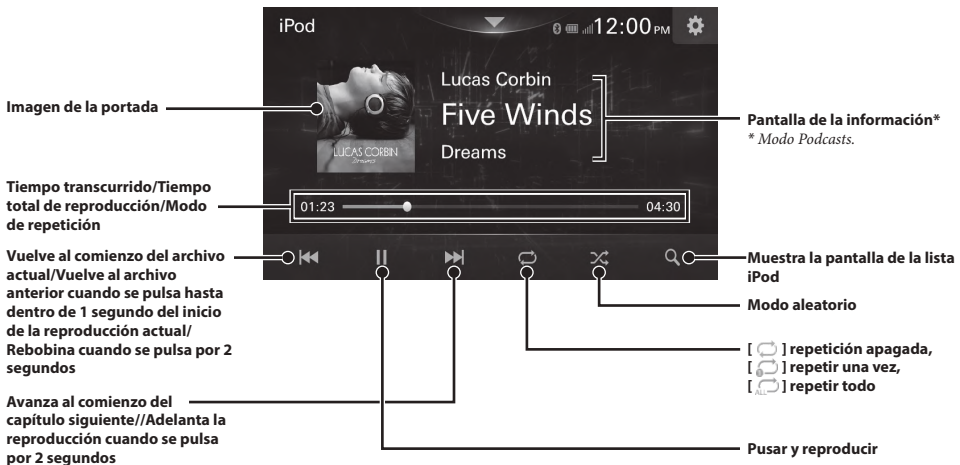 iPod
12:00 PM
Lucas Corbin
Five Winds
Dreams
LUCAS CORBIN
Dreams
01:23
04:30
Imagen de la portada
Tiempo transcurrido/Tiempo
total de reproducción/Modo
de repetición
Vuelve al comienzo del archivo
actual/Vuelve al archivo
anterior cuando se pulsa hasta
dentro de 1 segundo del inicio
de la reproducción actual/
Rebobina cuando se pulsa por 2
segundos
Avanza al comienzo del
capítulo siguiente//Adelanta la
reproducción cuando se pulsa
por 2 segundos
Pantalla de la información*
* Modo Podcasts.
Muestra la pantalla de la lista
iPod
Modo aleatorio
[ ] repetición apagada,
[ 1 ] repetir una vez,
[ ALL ] repetir todo
Pusar y reproducir